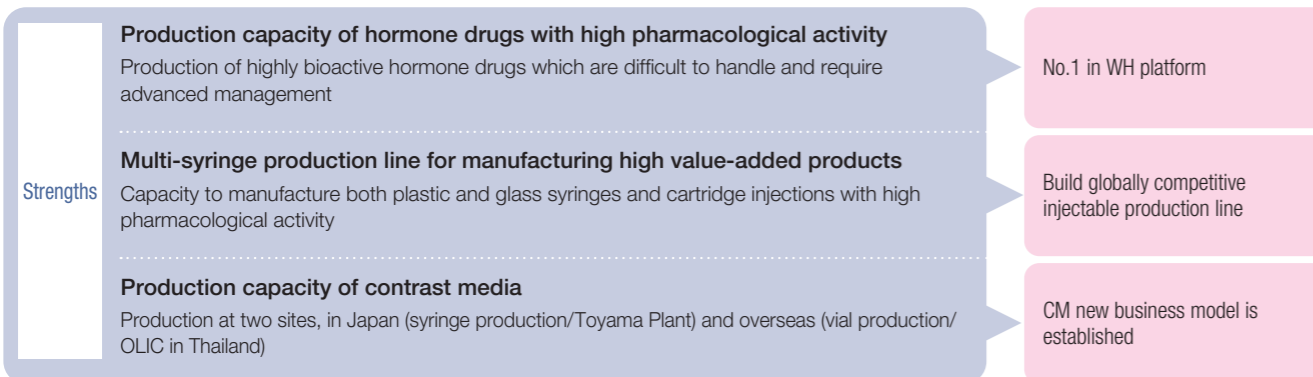 Strengths
Production capacity of hormone drugs with high pharmacological activity
Production of highly bioactive hormone drugs which are difficult to handle and require
advanced management
No.1 in WH platform
Multi-syringe production line for manufacturing high value-added products
Capacity to manufacture both plastic and glass syringes and cartridge injections with high
pharmacological activity
Build globally competitive
injectable production line
Production capacity of contrast media
Production at two sites, in Japan (syringe production/Toyama Plant) and overseas (vial production/
OLIC in Thailand)
CM new business model is
established